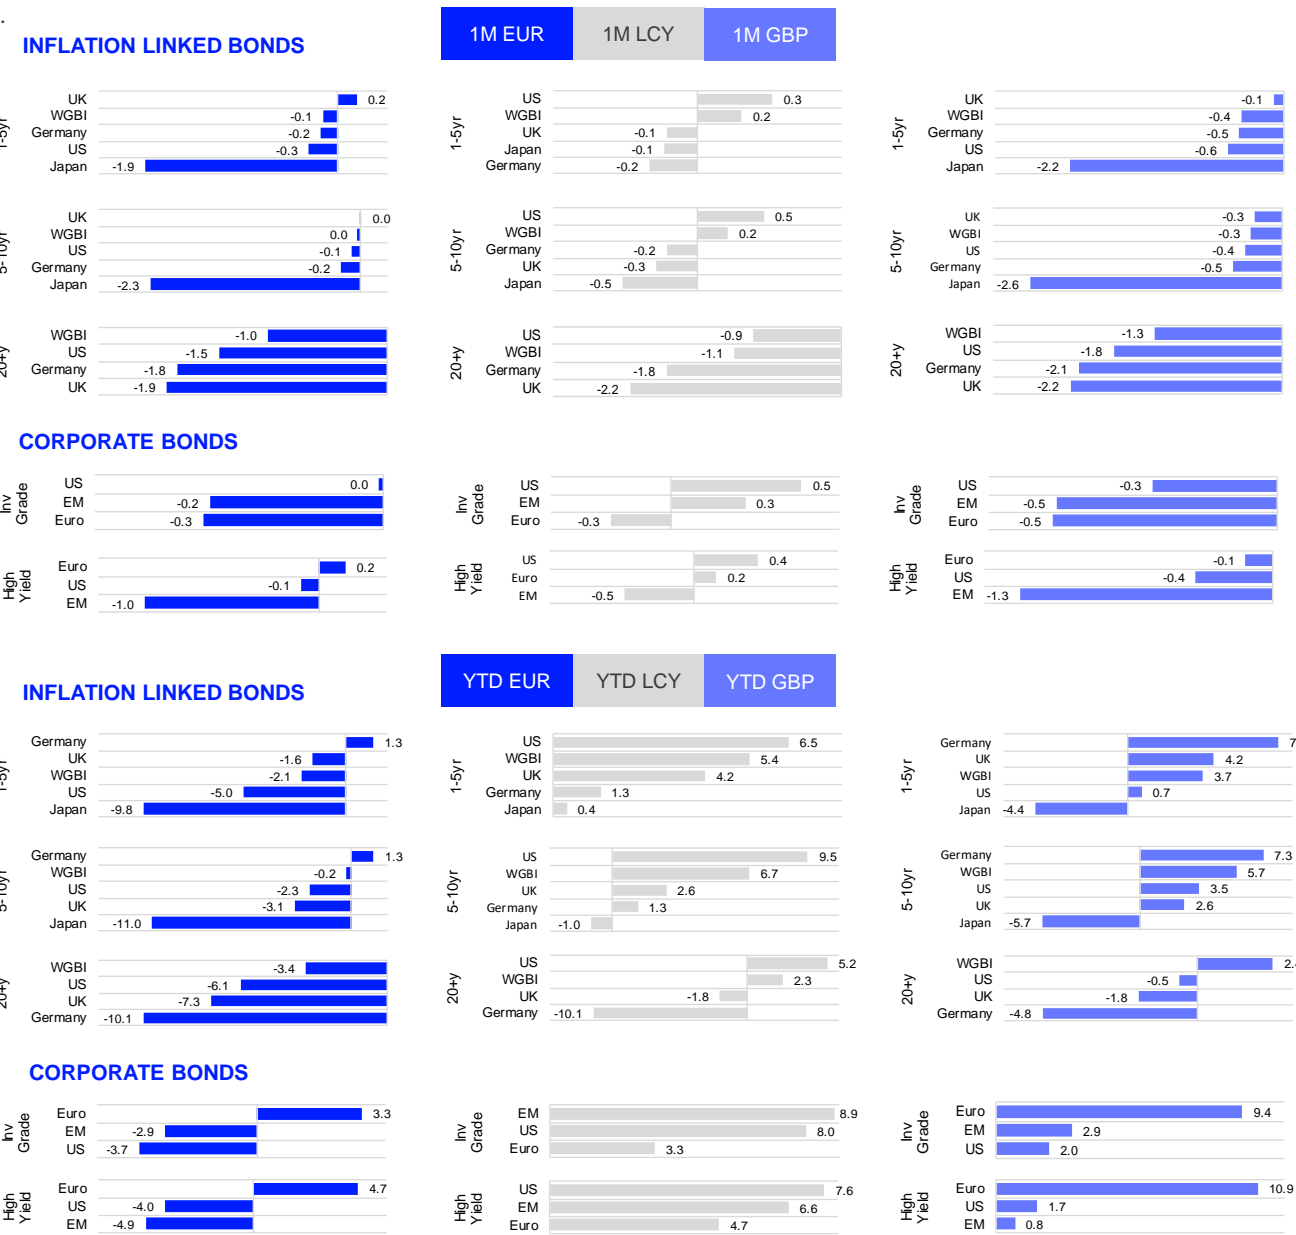 INFLATION LINKED BONDS
1M EUR 1M LCY 1M GBP
1-5yr
UK 0.2
WGBI -0.1
Germany -0.2
US -0.3
Japan -1.9
1-5yr
US 0.3
WGBI 0.2
UK -0.1
Japan -0.1
Germany -0.2
1-5yr
UK -0.1
WGBI -0.4
Germany -0.5
US -0.6
Japan -2.2
5-10yr
UK 0.0
WGBI 0.0
US -0.1
Germany -0.2
Japan -2.3
5-10yr
US 0.5
WGBI 0.2
Germany -0.2
UK -0.3
Japan -0.5
5-10yr
UK -0.3
WGBI -0.3
US -0.4
Germany -0.5
Japan -2.6
20+y
WGBI -1.0
US -1.5
Germany -1.8
UK -1.9
20+y
US -0.9
WGBI -1.1
Germany -1.8
UK -2.2
20+y
WGBI -1.3
US -1.8
Germany -2.1
UK -2.2
CORPORATE BONDS
Inv
Grade
US 0.0
EM -0.2
Euro -0.3
Inv
Grade
US 0.5
EM 0.3
Euro -0.3
Inv
Grade
US -0.3
EM -0.5
Euro -0.5
High
Yield
Euro 0.2
US -0.1
EM -1.0
High
Yield
US 0.4
Euro 0.2
EM -0.5
High
Yield
Euro -0.1
US -0.4
EM -1.3
INFLATION LINKED BONDS
YTD EUR YTD LCY YTD GBP
1-5yr
Germany 1.3
UK -1.6
WGBI -2.1
US -5.0
Japan -9.8
1-5yr
US 6.5
WGBI 5.4
UK 4.2
Germany 1.3
Japan 0.4
1-5yr
Germany 7
UK 4.2
WGBI 3.7
US 0.7
Japan -4.4
5-10yr
Germany 1.3
WGBI -0.2
US -2.3
UK -3.1
Japan -11.0
5-10yr
US 9.5
WGBI 6.7
UK 2.6
Germany 1.3
Japan -1.0
5-10yr
Germany 7.3
WGBI 5.7
US 3.5
UK 2.6
Japan -5.7
20+y
WGBI -3.4
US -6.1
UK -7.3
Germany -10.1
20+y
US 5.2
WGBI 2.3
UK -1.8
Germany -10.1
20+y
WGBI 2.4
US -0.5
UK -1.8
Germany -4.8
CORPORATE BONDS
Inv
Grade
Euro 3.3
EM -2.9
US -3.7
Inv
Grade
EM 8.9
US 8.0
Euro 3.3
Inv
Grade
Euro 9.4
EM 2.9
US 2.0
High
Yield
Euro 4.7
US -4.0
EM -4.9
High
Yield
US 7.6
EM 6.6
Euro 4.7
High
Yield
Euro 10.9
US 1.7
EM 0.8